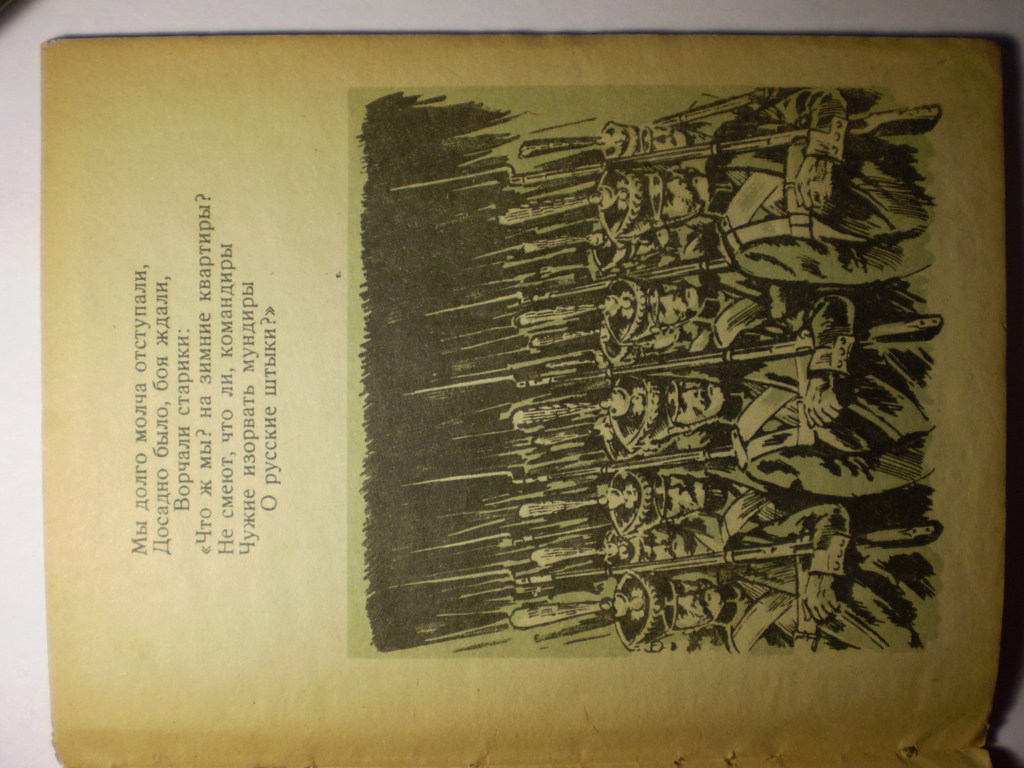 Мы долго молча отступали,
Досадно было, боя ждали,
Ворчали старики:
«Что ж мы? на зимние квартиры?
Не смеют, что ли, командиры
Чужие изорвать мундиры
О русские штыки?»